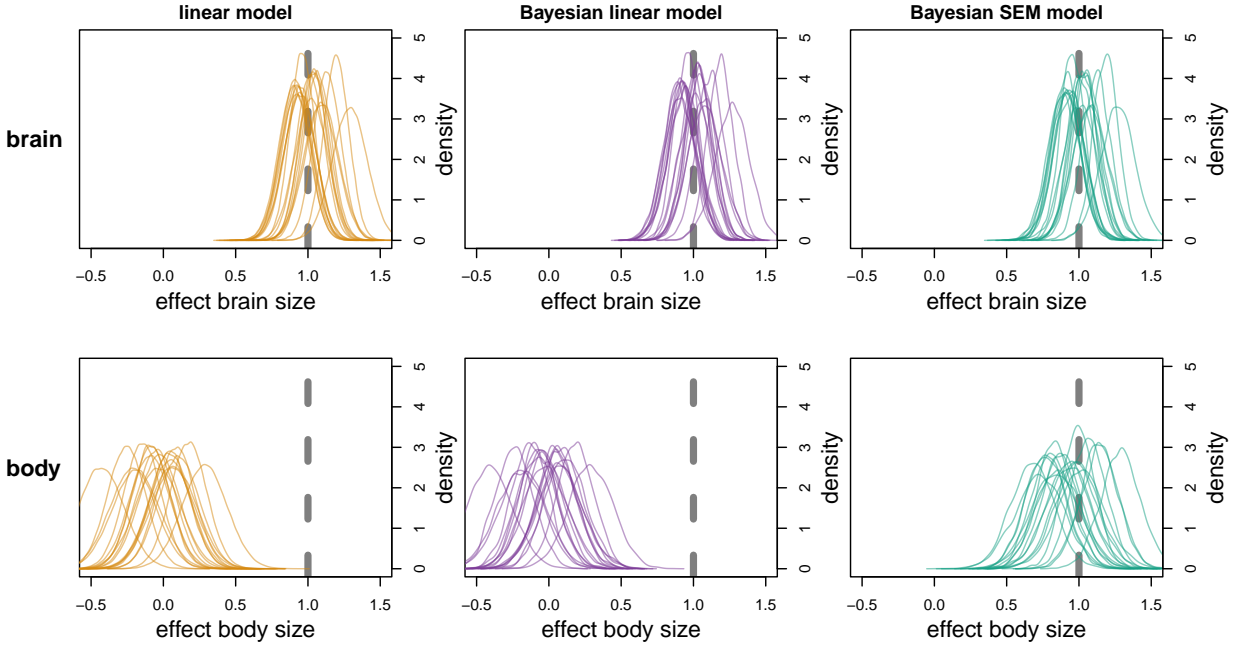 linear model
Bayesian linear model
Bayesian SEM model
brain
0 1 2 3 4 5
density
0 1 2 3 4 5
density
0 1 2 3 4 5
density
−0.5 0.0 0.5 1.0 1.5
−0.5 0.0 0.5 1.0 1.5
−0.5 0.0 0.5 1.0 1.5
effect brain size
effect brain size
effect brain size
body
0 1 2 3 4 5
density
0 1 2 3 4 5
density
0 1 2 3 4 5
density
−0.5 0.0 0.5 1.0 1.5
−0.5 0.0 0.5 1.0 1.5
−0.5 0.0 0.5 1.0 1.5
effect body size
effect body size
effect body size